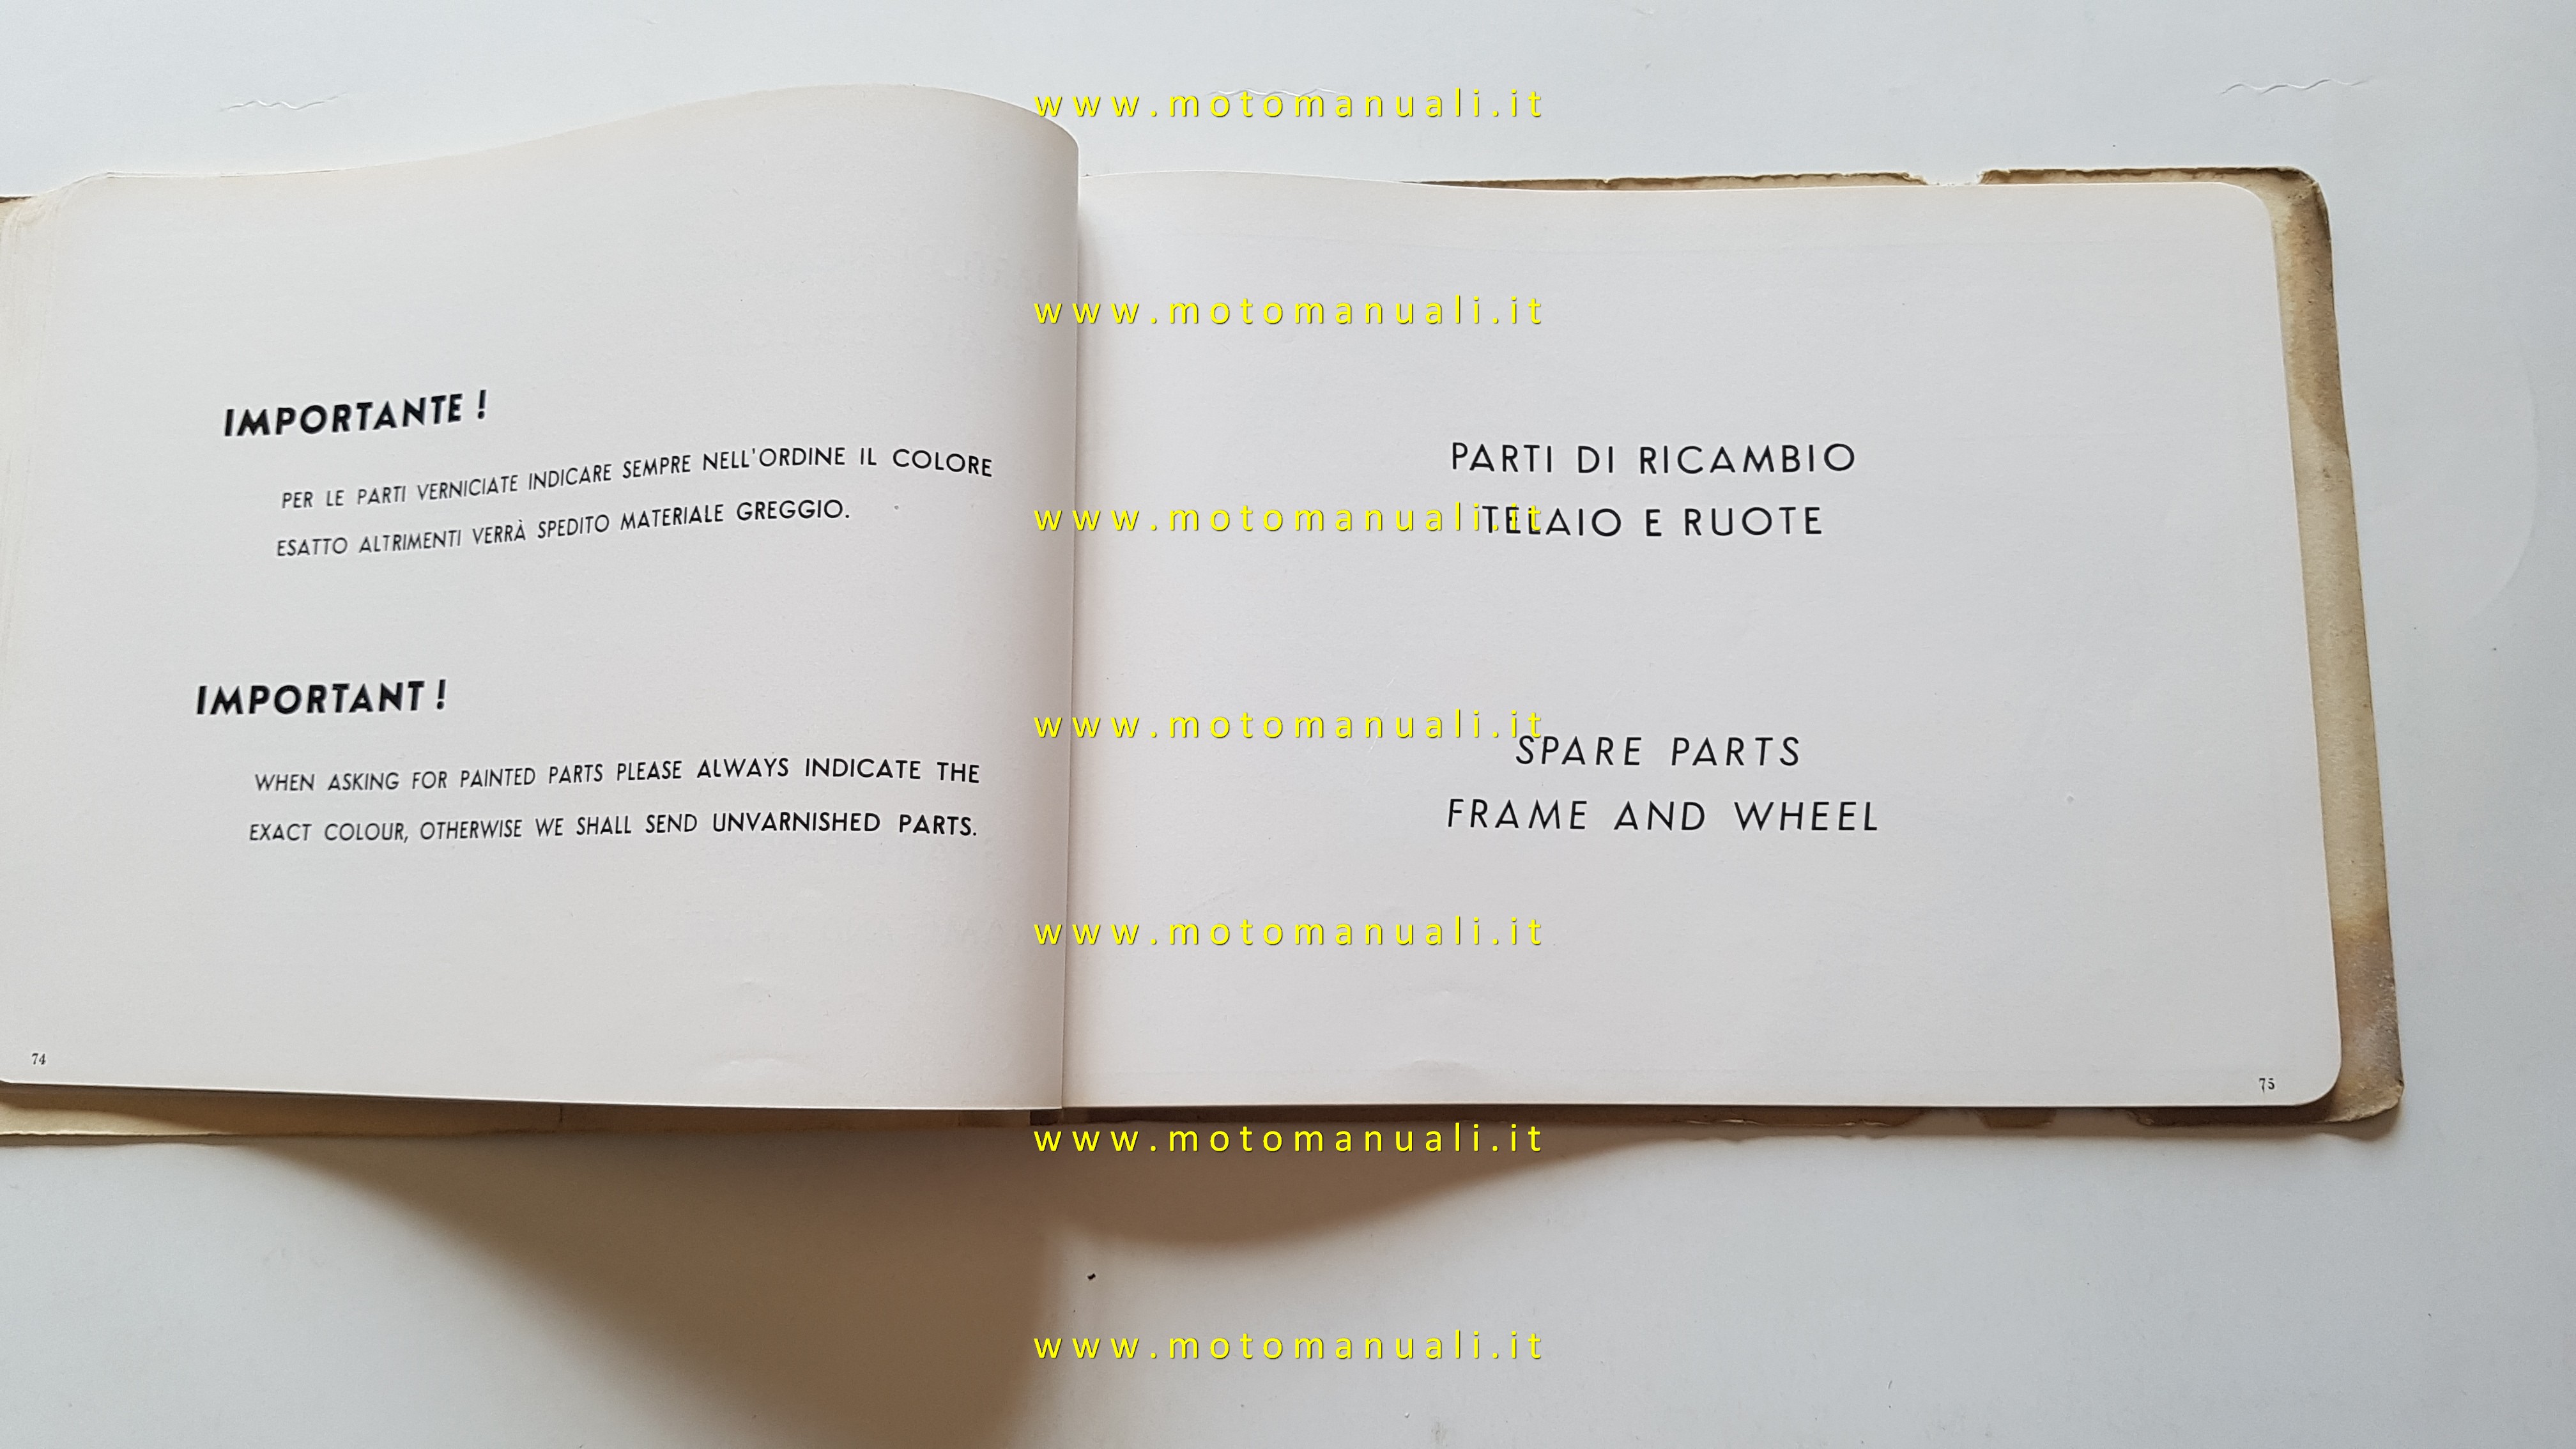 IMPORTANTE !
PER LE PARTI VERNICIATE INDICARE SEMPRE NELL'ORDINE IL COLORE
ESATTO ALTRIMENTI VERRÀ SPEDITO MATERIALE GREGGIO.
IMPORTANT !
WHEN ASKING FOR PAINTED PARTS PLEASE ALWAYS INDICATE THE
EXACT COLOUR, OTHERWISE WE SHALL SEND UNVARNISHED PARTS.
74
PARTI DI RICAMBIO
TELAIO E RUOTE
SPARE PARTS
FRAME AND WHEEL
75
www.motomanuali.it
www.motomanuali.it
www.motomanuali.it
www.motomanuali.it
www.motomanuali.it
www.motomanuali.it
www.motomanuali.it